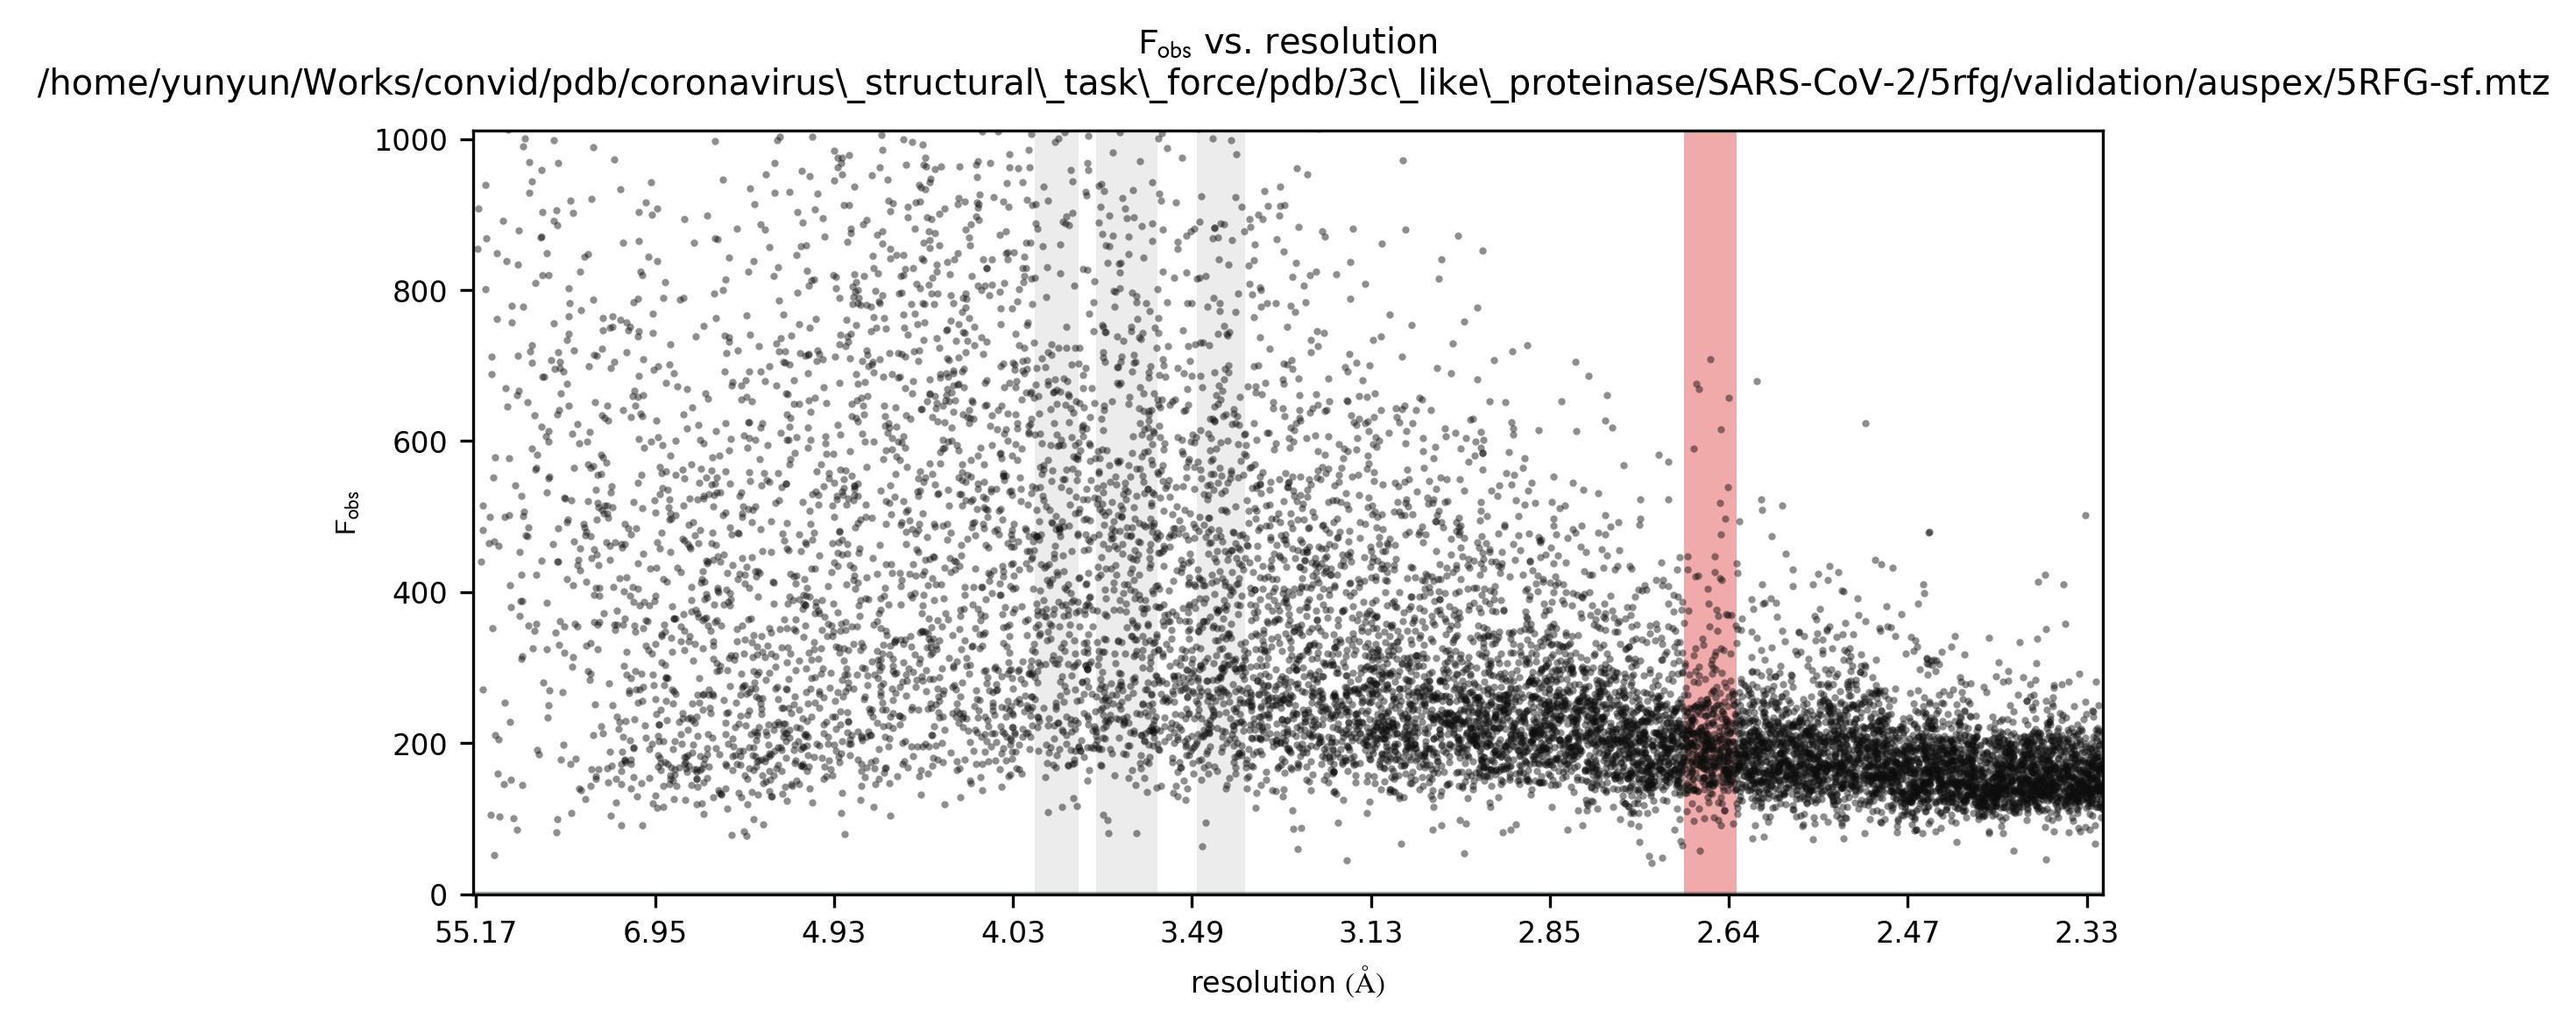 F_obs vs. resolution
/home/yunyun/Works/convid/pdb/coronavirus\_structural\_task\_force/pdb/3c\_like\_proteinase/SARS-CoV-2/5rfg/validation/auspex/5RFG-sf.mtz
1000
800
600
400
200
0
F_obs
55.17 6.95 4.93 4.03 3.49 3.13 2.85 2.64 2.47 2.33
resolution (Å)